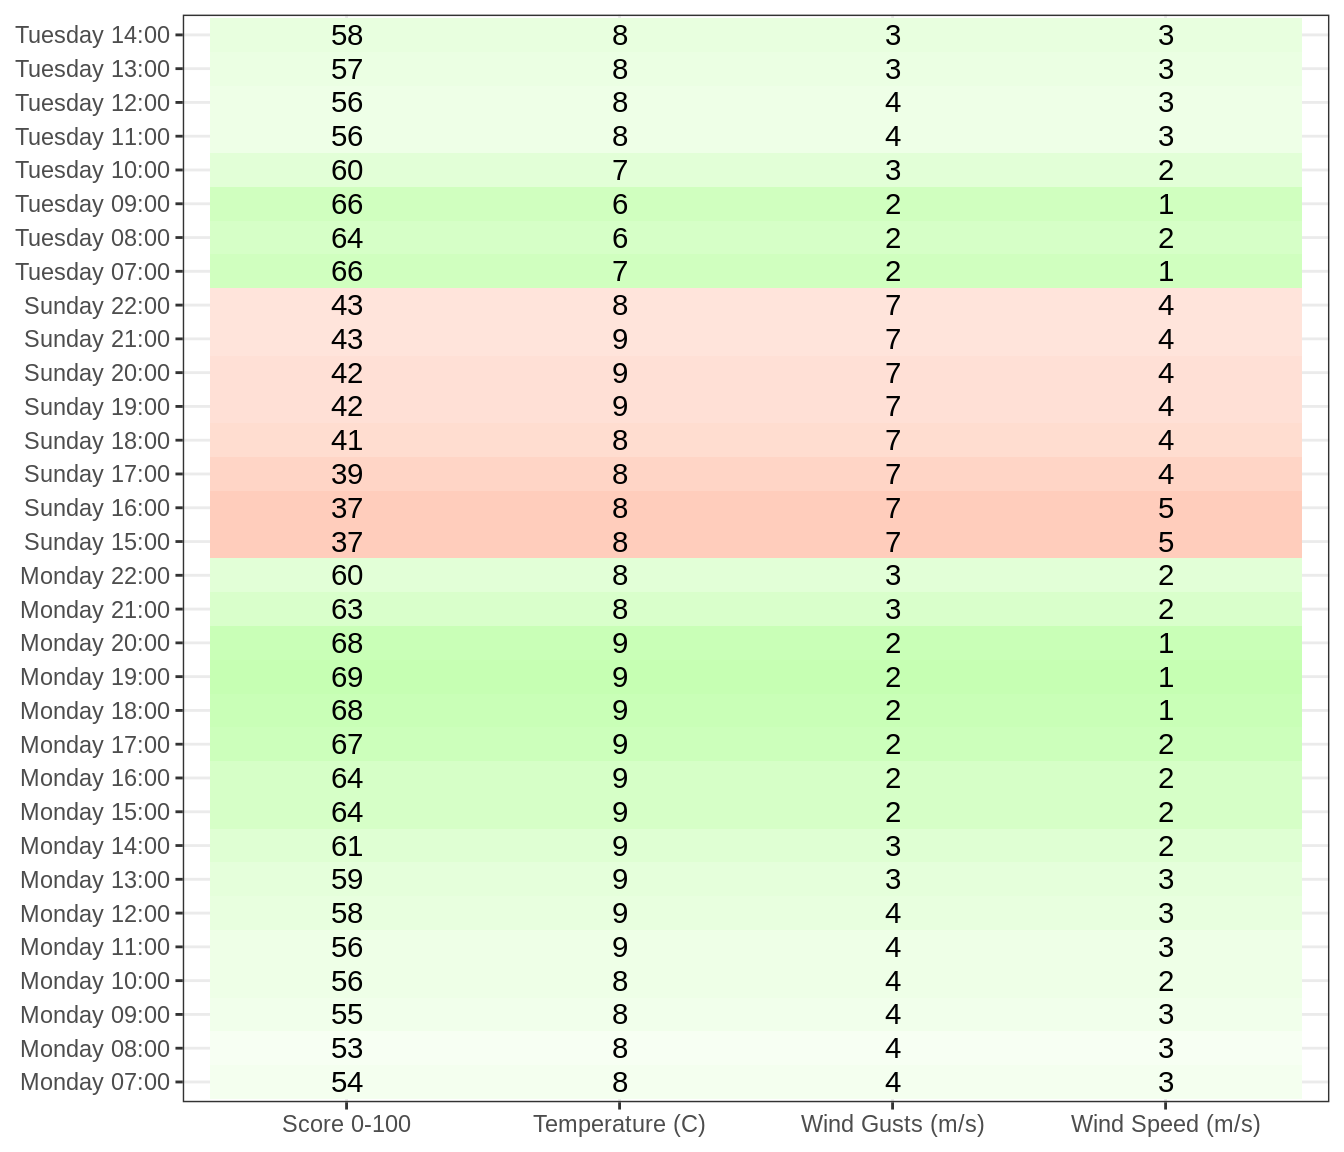 Tuesday 14:00 58 8 3 3
Tuesday 13:00 57 8 3 3
Tuesday 12:00 56 8 4 3
Tuesday 11:00 56 8 4 3
Tuesday 10:00 60 7 3 2
Tuesday 09:00 66 6 2 1
Tuesday 08:00 64 6 2 2
Tuesday 07:00 66 7 2 1
Sunday 22:00 43 8 7 4
Sunday 21:00 43 9 7 4
Sunday 20:00 42 9 7 4
Sunday 19:00 42 9 7 4
Sunday 18:00 41 8 7 4
Sunday 17:00 39 8 7 4
Sunday 16:00 37 8 7 5
Sunday 15:00 37 8 7 5
Monday 22:00 60 8 3 2
Monday 21:00 63 8 3 2
Monday 20:00 68 9 2 1
Monday 19:00 69 9 2 1
Monday 18:00 68 9 2 1
Monday 17:00 67 9 2 2
Monday 16:00 64 9 2 2
Monday 15:00 64 9 2 2
Monday 14:00 61 9 3 2
Monday 13:00 59 9 3 3
Monday 12:00 58 9 4 3
Monday 11:00 56 9 4 3
Monday 10:00 56 8 4 2
Monday 09:00 55 8 4 3
Monday 08:00 53 8 4 3
Monday 07:00 54 8 4 3
Score 0-100 Temperature (C) Wind Gusts (m/s) Wind Speed (m/s)